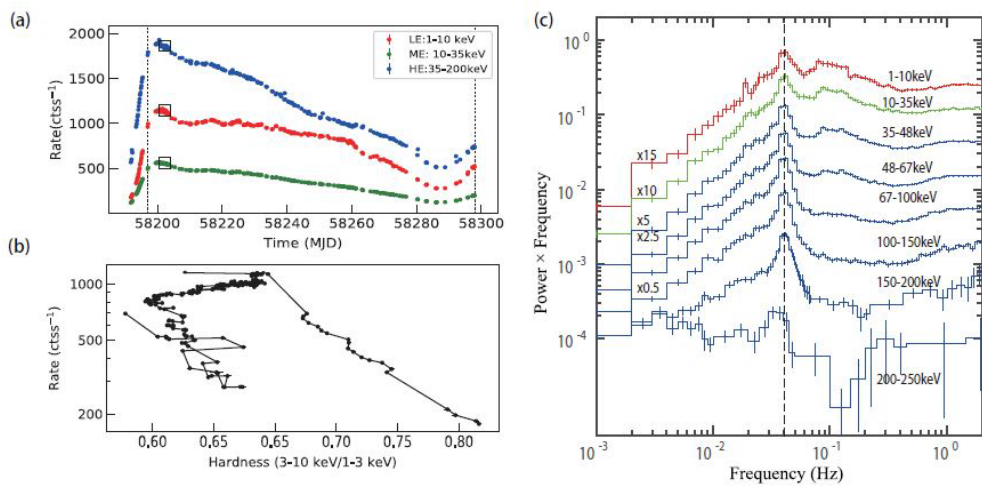 (a)
2000
1500
1000
500
Rate(ctss⁻¹)
LE:1-10 keV
ME: 10-35keV
HE:35-200keV
58200 58220 58240 58260 58280 58300
Time (MJD)
(b)
1000
500
200
Rate (ctss⁻¹)
0.60 0.65 0.70 0.75 0.80
Hardness (3-10 keV/1-3 keV)
(c)
10⁰
10⁻¹
10⁻²
10⁻³
10⁻⁴
Power × Frequency
1-10keV
10-35keV
35-48keV
48-67keV
67-100keV
100-150keV
150-200keV
200-250keV
x15
x10
x5
x2.5
x0.5
10⁻³ 10⁻² 10⁻¹ 10⁰
Frequency (Hz)